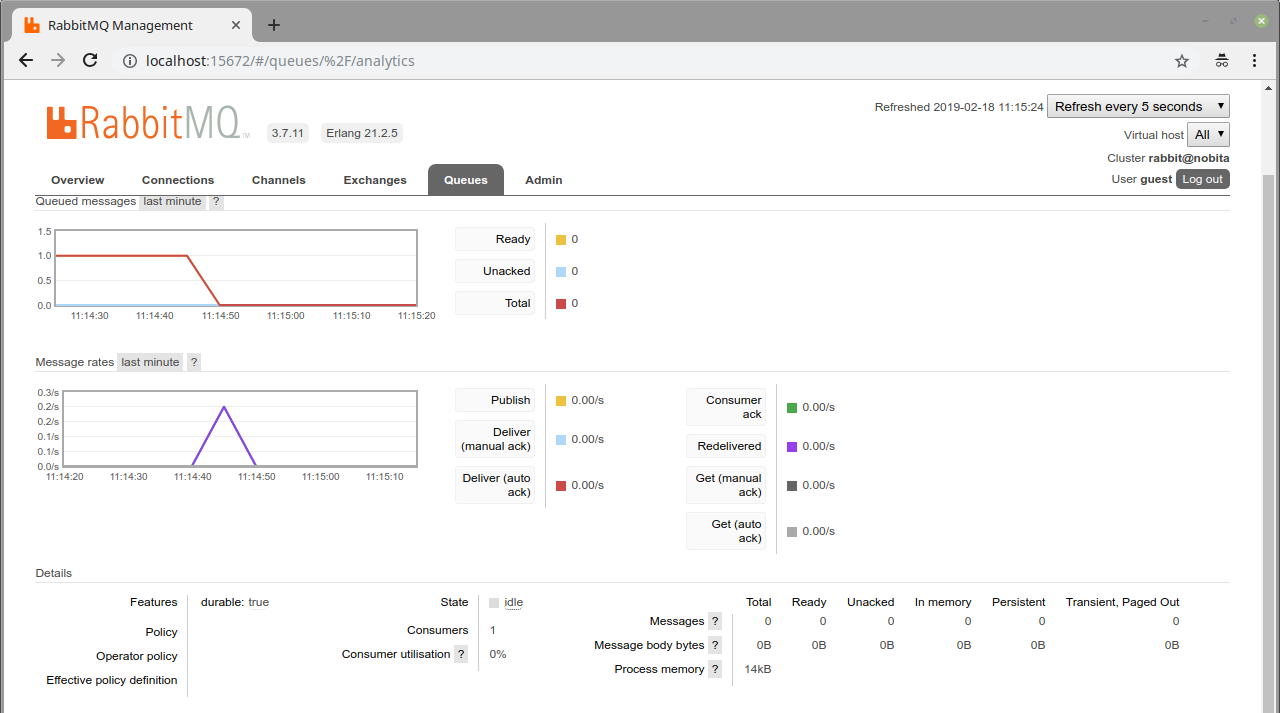 RabbitMQ Management
localhost:15672/#/queues/%2F/analytics
RabbitMQ TM 3.7.11 Erlang 21.2.5
Refreshed 2019-02-18 11:15:24 Refresh every 5 seconds
Virtual host All
Cluster rabbit@nobita
User guest Log out
Overview Connections Channels Exchanges Queues Admin
Queued messages last minute ?
1.5
1.0
0.5
0.0
11:14:30 11:14:40 11:14:50 11:15:00 11:15:10 11:15:20
Ready 0
Unacked 0
Total 0
Message rates last minute ?
0.3/s
0.2/s
0.2/s
0.1/s
0.1/s
0.0/s
11:14:20 11:14:30 11:14:40 11:14:50 11:15:00 11:15:10
Publish 0.00/s
Deliver
(manual ack) 0.00/s
Deliver (auto
ack) 0.00/s
Consumer
ack 0.00/s
Redelivered 0.00/s
Get (manual
ack) 0.00/s
Get (auto
ack) 0.00/s
Details
Features durable: true
Policy
Operator policy
Effective policy definition
State idle
Consumers 1
Consumer utilisation ? 0%
Total Ready Unacked In memory Persistent Transient, Paged Out
Messages ? 0 0 0 0 0 0
Message body bytes ? 0B 0B 0B 0B 0B 0B
Process memory ? 14kB